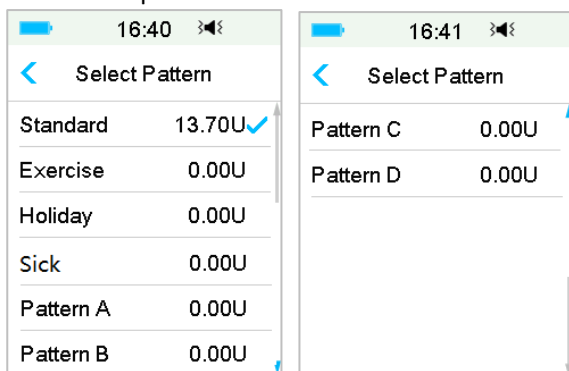 16:40
Select Pattern
Standard 13.70U
Exercise 0.00U
Holiday 0.00U
Sick 0.00U
Pattern A 0.00U
Pattern B 0.00U
16:41
Select Pattern
Pattern C 0.00U
Pattern D 0.00U